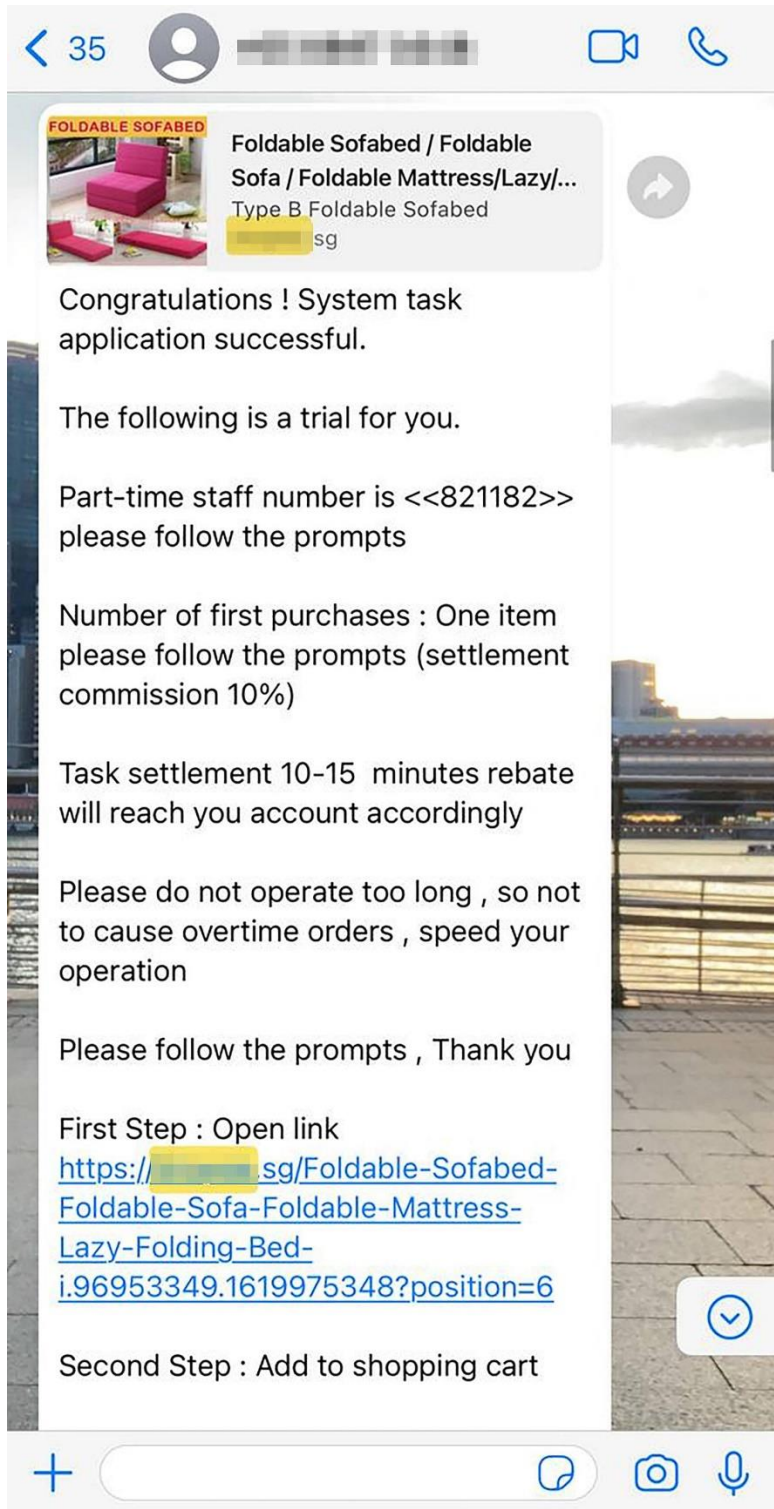 35
FOLDABLE SOFABED
Foldable Sofabed / Foldable
Sofa / Foldable Mattress/Lazy/...
Type B Foldable Sofabed
sg
Congratulations ! System task
application successful.
The following is a trial for you.
Part-time staff number is <<821182>>
please follow the prompts
Number of first purchases : One item
please follow the prompts (settlement
commission 10%)
Task settlement 10-15  minutes rebate
will reach you account accordingly
Please do not operate too long , so not
to cause overtime orders , speed your
operation
Please follow the prompts , Thank you
First Step : Open link
https://.sg/Foldable-Sofabed-
Foldable-Sofa-Foldable-Mattress-
Lazy-Folding-Bed-
i.96953349.1619975348?position=6
Second Step : Add to shopping cart